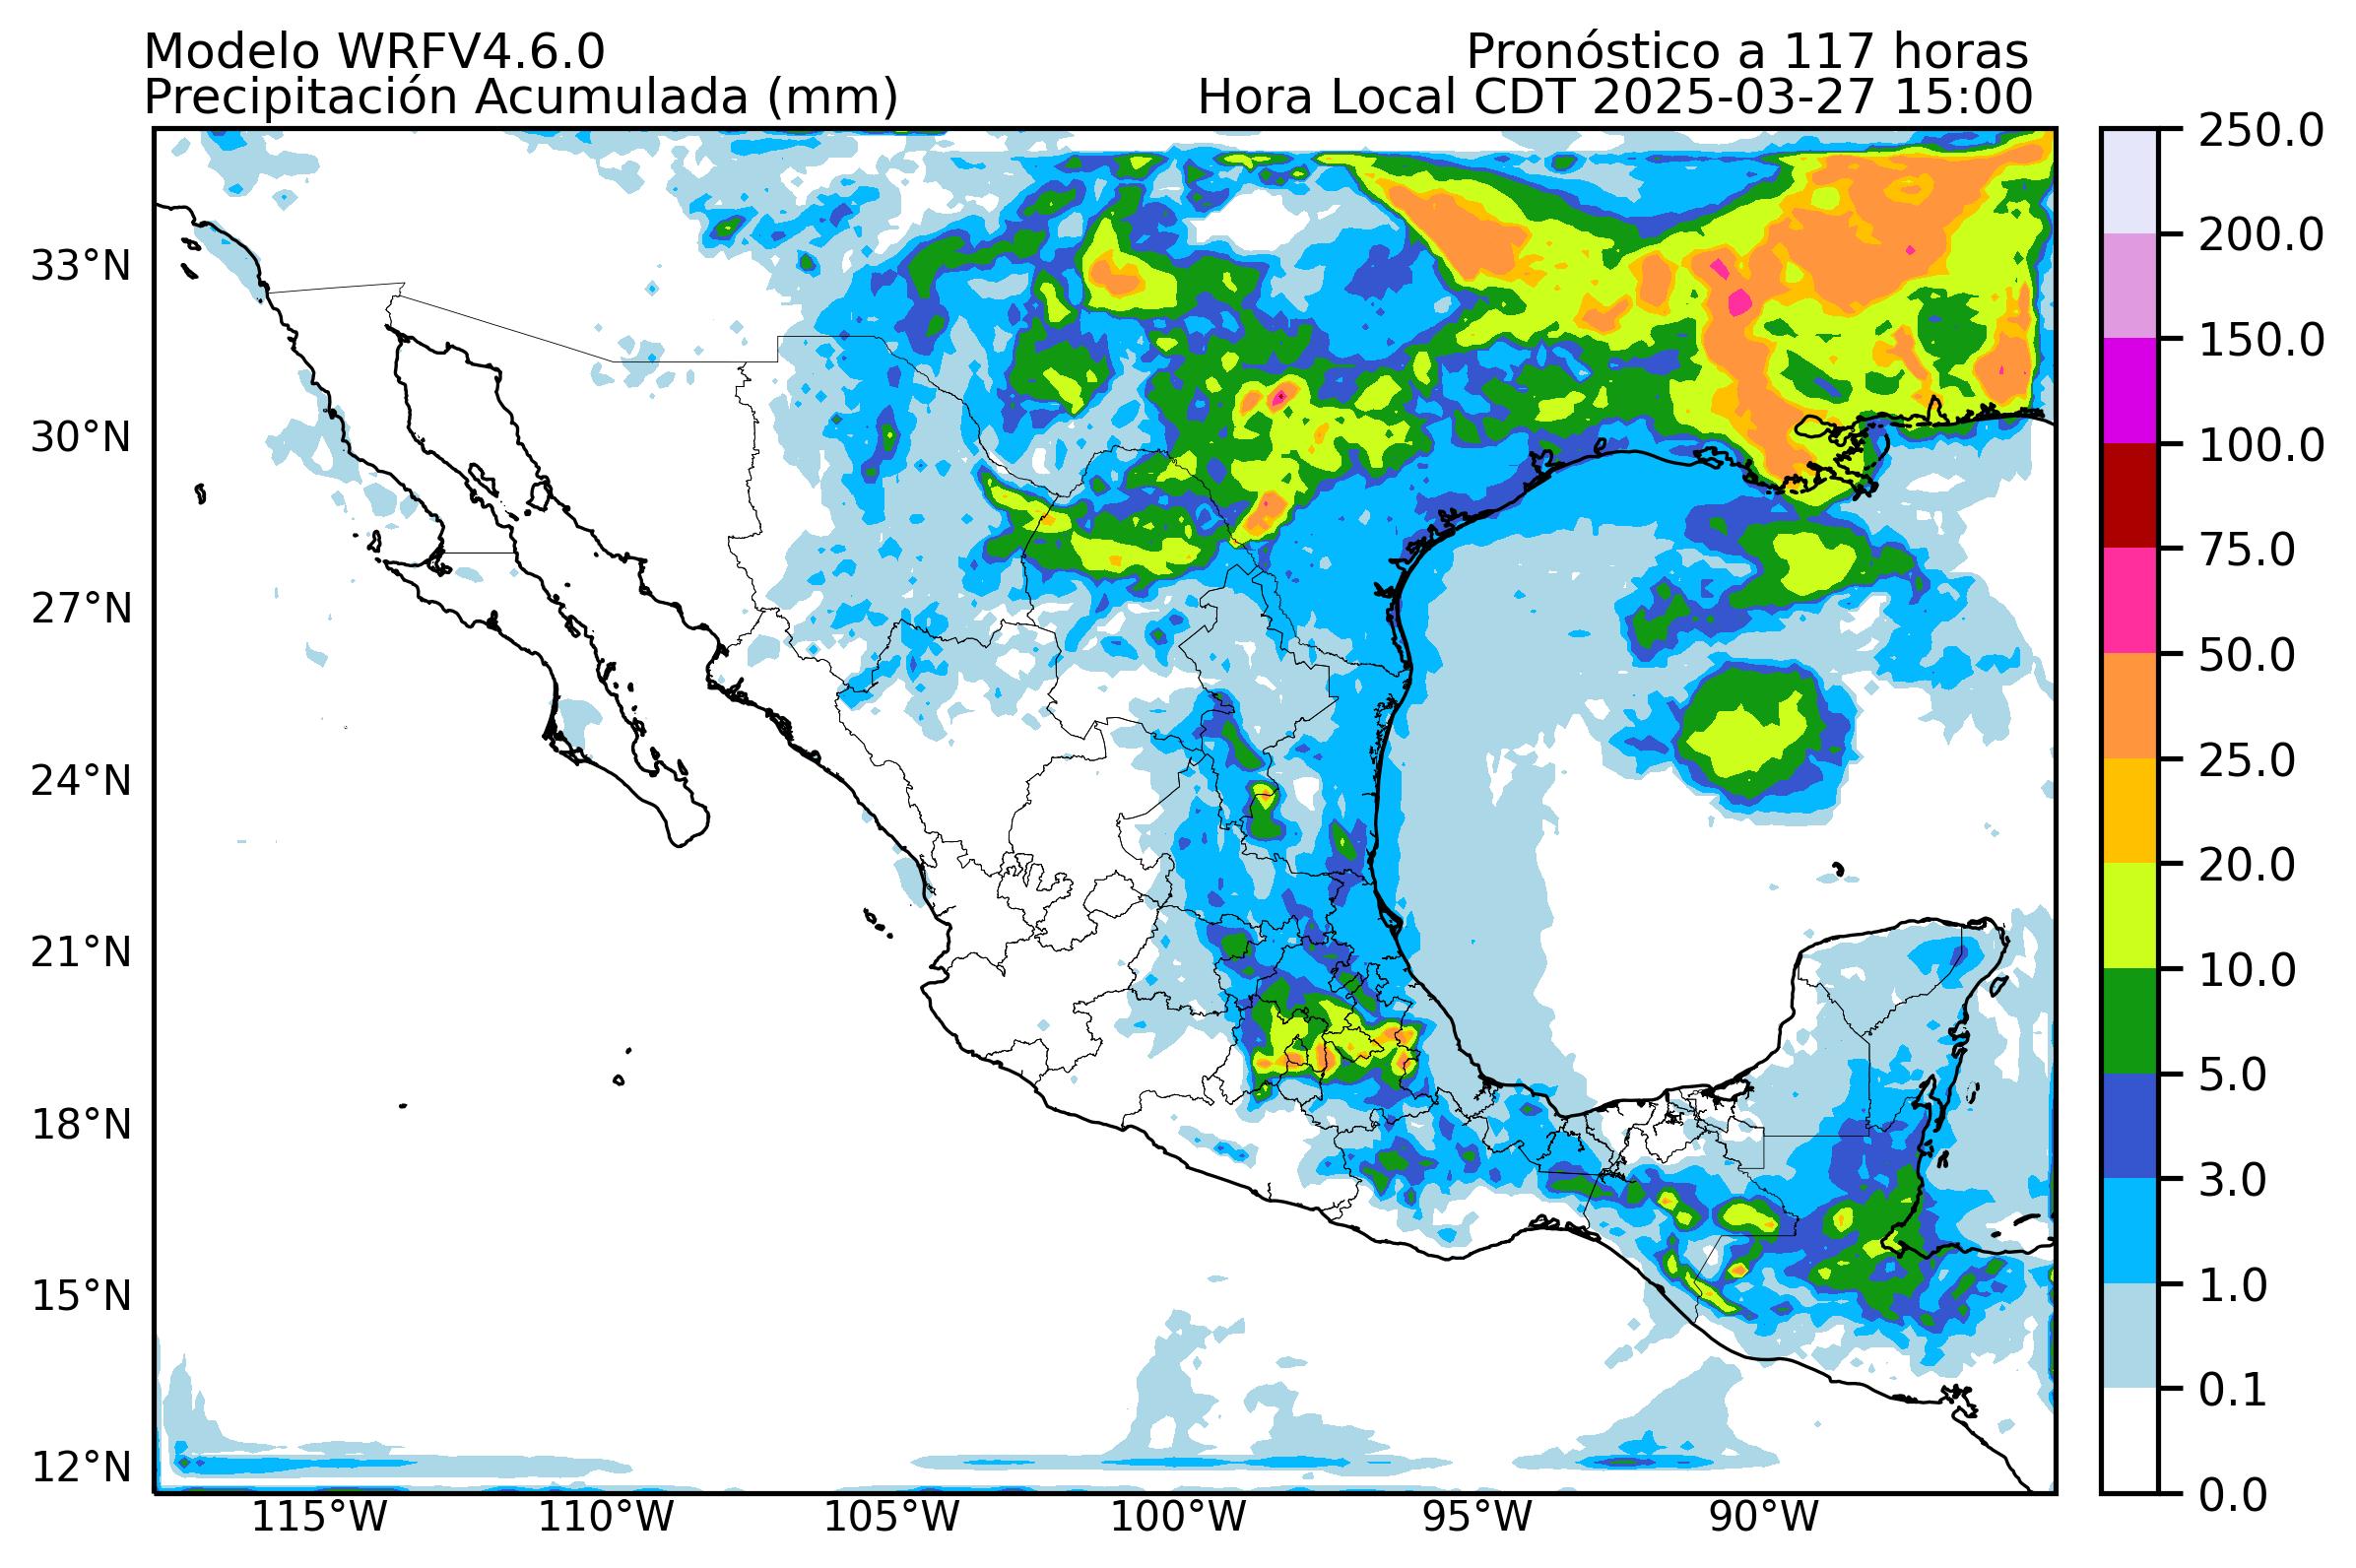 Modelo WRFV4.6.0
Pronóstico a 117 horas
Precipitación Acumulada (mm)
Hora Local CDT 2025-03-27 15:00
250.0
200.0
150.0
100.0
75.0
50.0
25.0
20.0
10.0
5.0
3.0
1.0
0.1
0.0
33°N
30°N
27°N
24°N
21°N
18°N
15°N
12°N
115°W
110°W
105°W
100°W
95°W
90°W